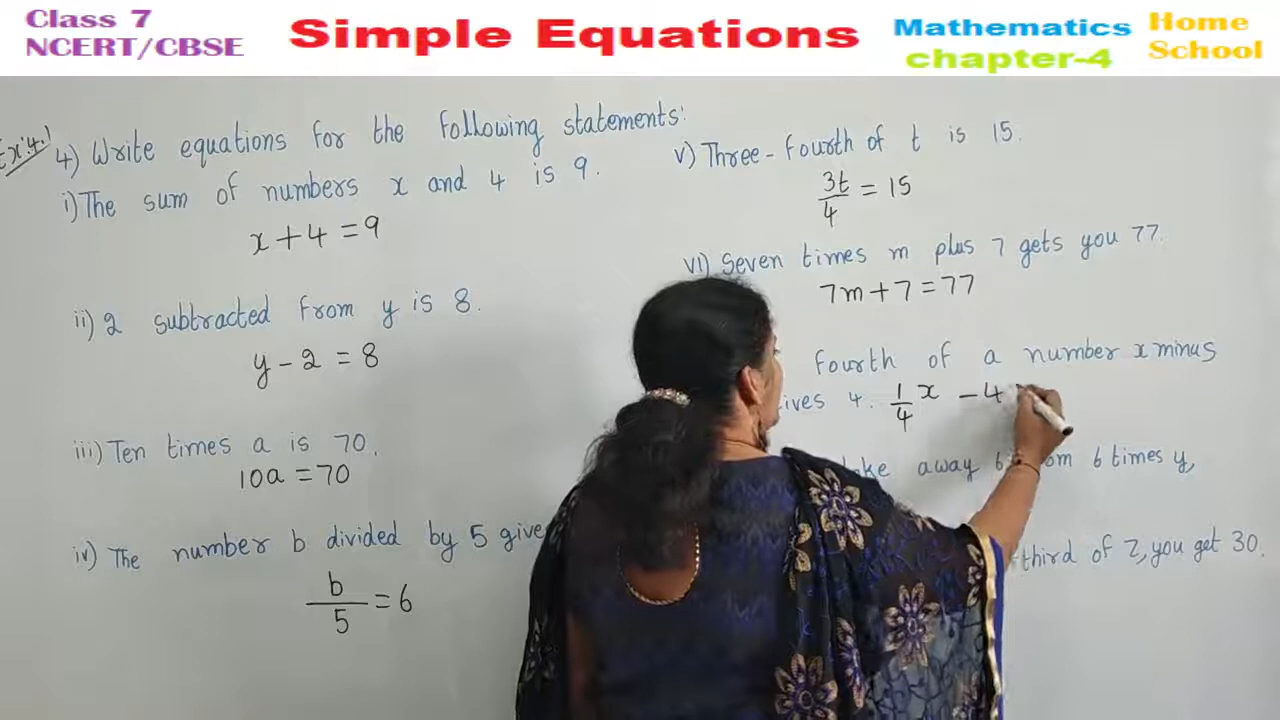 Class 7
NCERT/CBSE
Simple Equations
Mathematics
chapter-4
Home
School
Ex:4.1
4) Write equations for the following statements:
i) The sum of numbers x and 4 is 9.
x + 4 = 9
ii) 2 subtracted from y is 8.
y - 2 = 8
iii) Ten times a is 70.
10a = 70
iv) The number b divided by 5 give
b/5 = 6
v) Three-fourth of t is 15.
3t/4 = 15
vi) Seven times m plus 7 gets you 77.
7m + 7 = 77
fourth of a number x minus
4. 1/4 x - 4
away 6 from 6 times y,
third of z, you get 30.